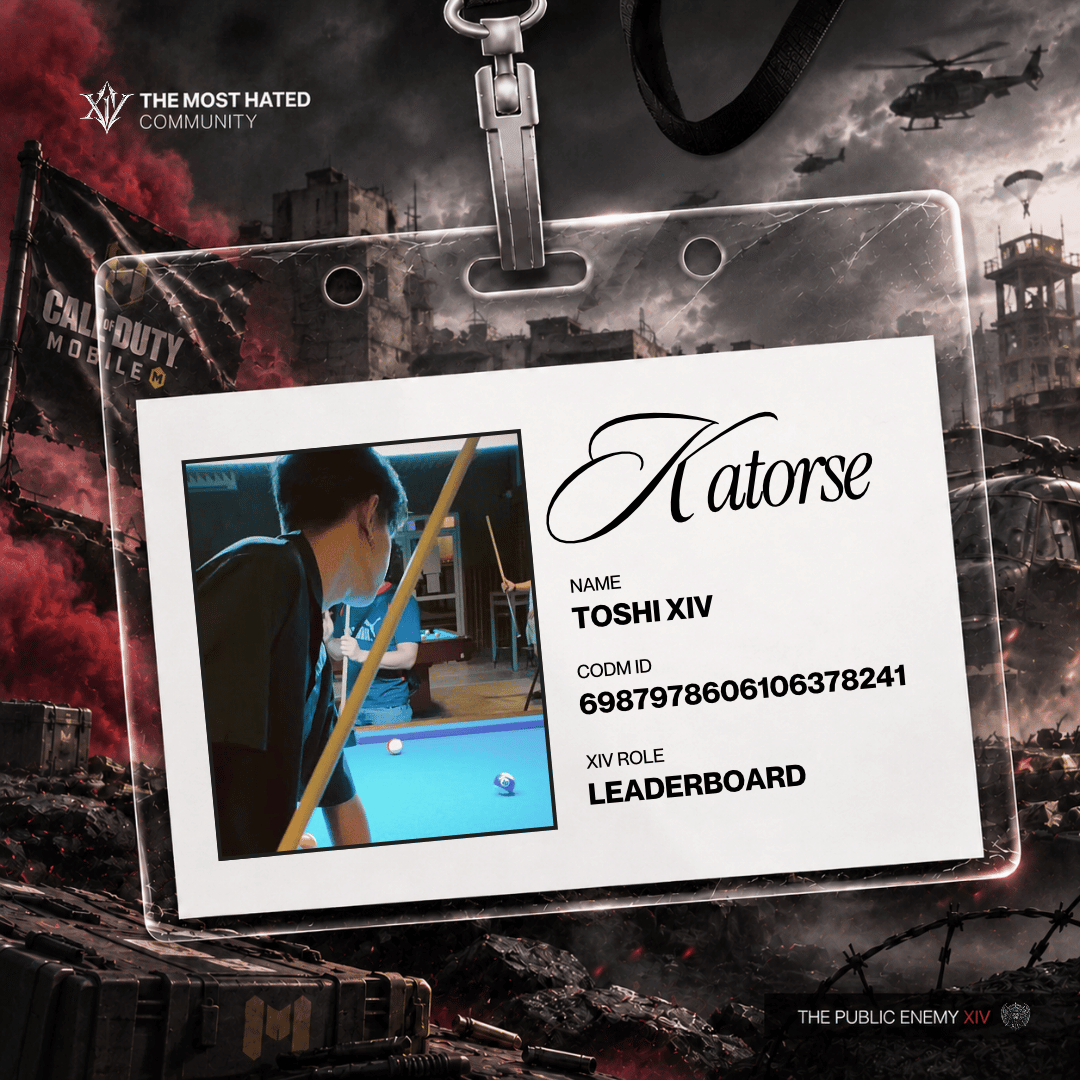 XIV
THE MOST HATED
COMMUNITY
CALL OF DUTY
MOBILE
Katorse
NAME
TOSHI XIV
CODM ID
6987978606106378241
XIV ROLE
LEADERBOARD
THE PUBLIC ENEMY XIV